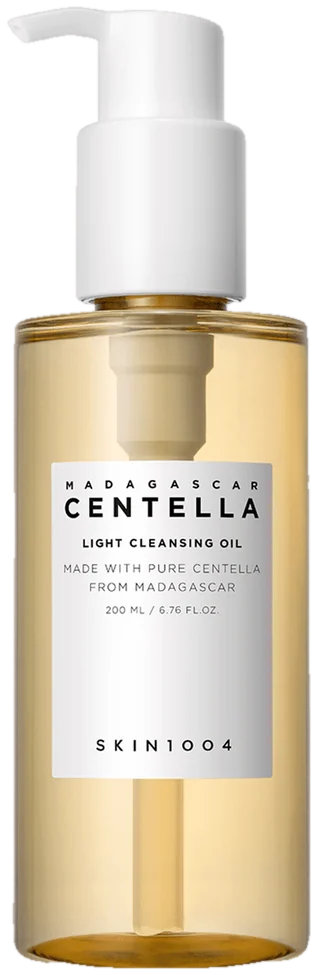 MADAGASCAR
CENTELLA
LIGHT CLEANSING OIL
MADE WITH PURE CENTELLA
FROM MADAGASCAR
200 ML / 6.76 FL.OZ.
SKIN1004